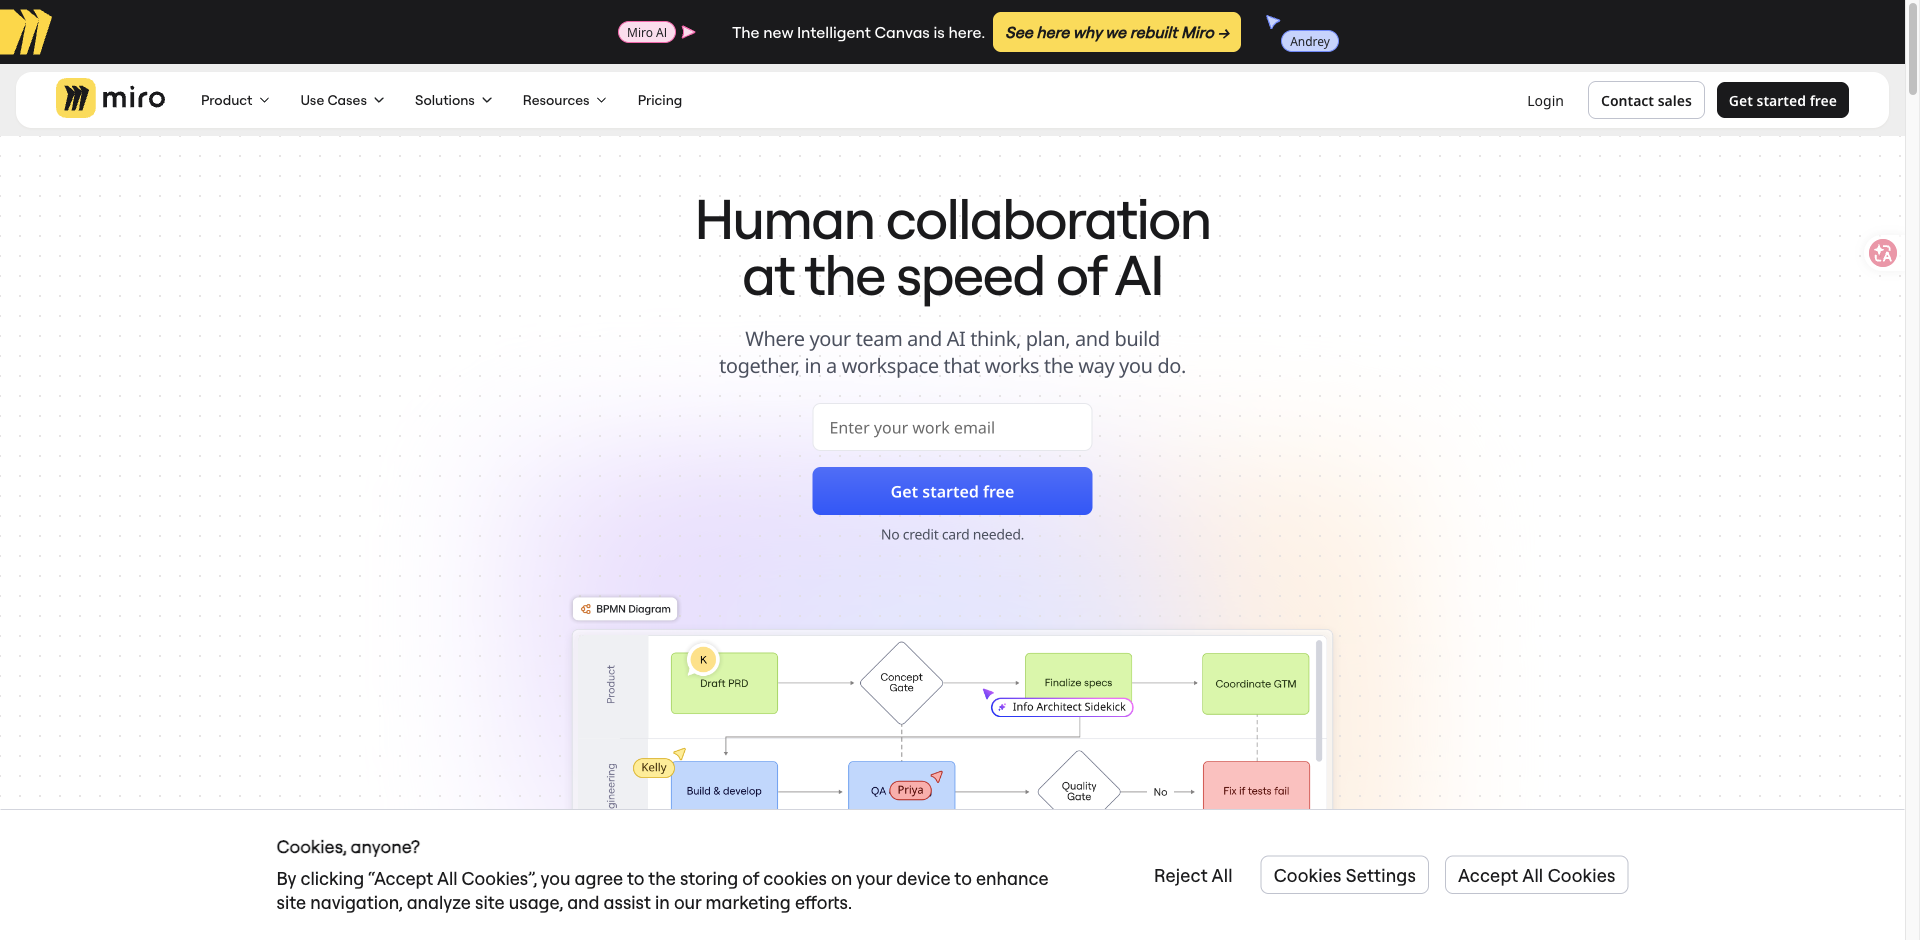 Miro AI
The new Intelligent Canvas is here.
See here why we rebuilt Miro →
Andrey
miro
Product
Use Cases
Solutions
Resources
Pricing
Login
Contact sales
Get started free
Human collaboration
at the speed of AI
Where your team and AI think, plan, and build
together, in a workspace that works the way you do.
Enter your work email
Get started free
No credit card needed.
BPMN Diagram
Product
K
Draft PRD
Concept
Gate
Finalize specs
Coordinate GTM
Info Architect Sidekick
Kelly
gineering
Build & develop
QA
Priya
Quality
Gate
No
Fix if tests fail
Cookies, anyone?
By clicking “Accept All Cookies”, you agree to the storing of cookies on your device to enhance
site navigation, analyze site usage, and assist in our marketing efforts.
Reject All
Cookies Settings
Accept All Cookies